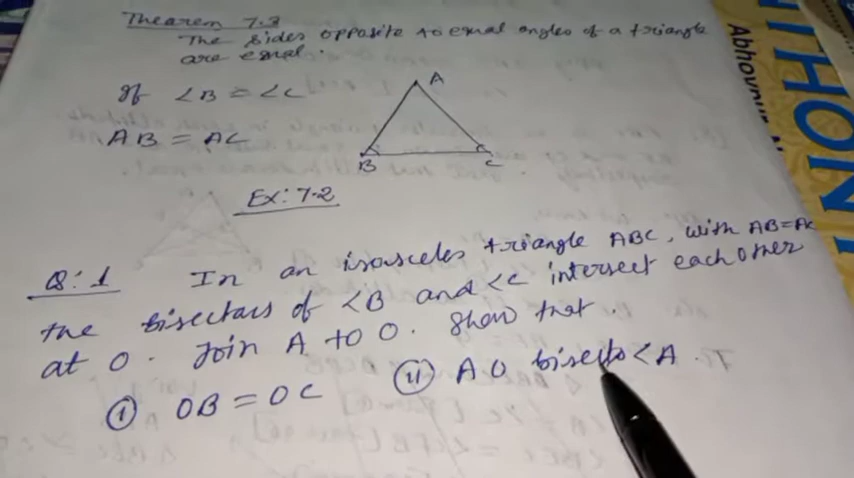 Theorem 7.3
The sides opposite to equal angles of a triangle
are equal.
If <B = <C
AB = AC
A
B
C
Ex: 7.2
Q: 1 In an isosceles triangle ABC, with AB=AC
the bisectors of <B and <C intersect each other
at O. Join A to O. Show that.
(i) OB = OC (ii) AO bisects <A.